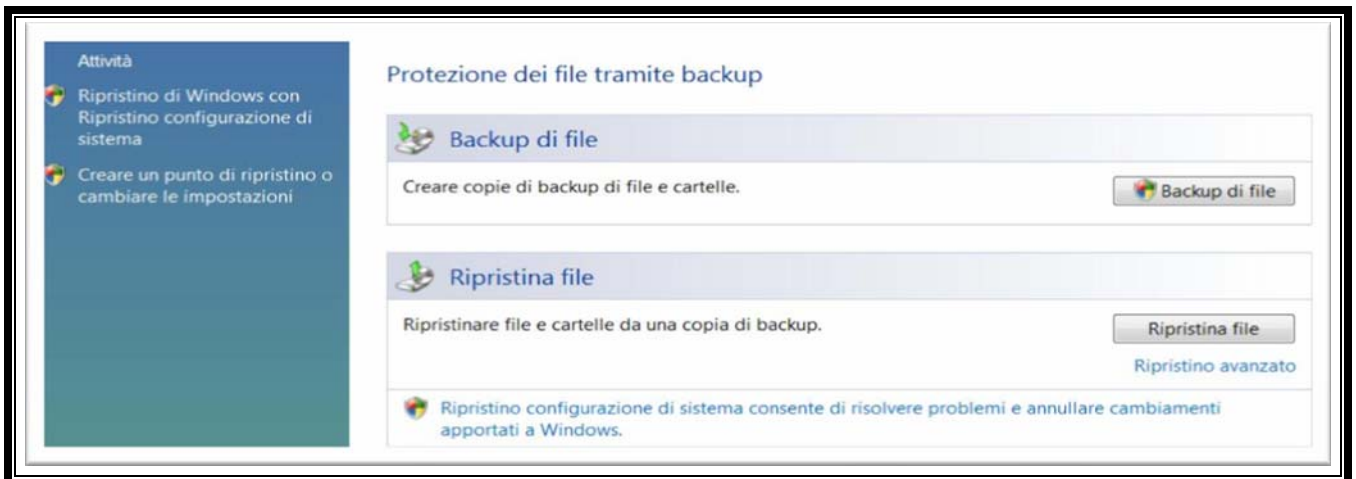 Attività
Ripristino di Windows con
Ripristino configurazione di
sistema
Creare un punto di ripristino o
cambiare le impostazioni
Protezione dei file tramite backup
Backup di file
Creare copie di backup di file e cartelle.
Backup di file
Ripristina file
Ripristinare file e cartelle da una copia di backup.
Ripristina file
Ripristino avanzato
Ripristino configurazione di sistema consente di risolvere problemi e annullare cambiamenti
apportati a Windows.